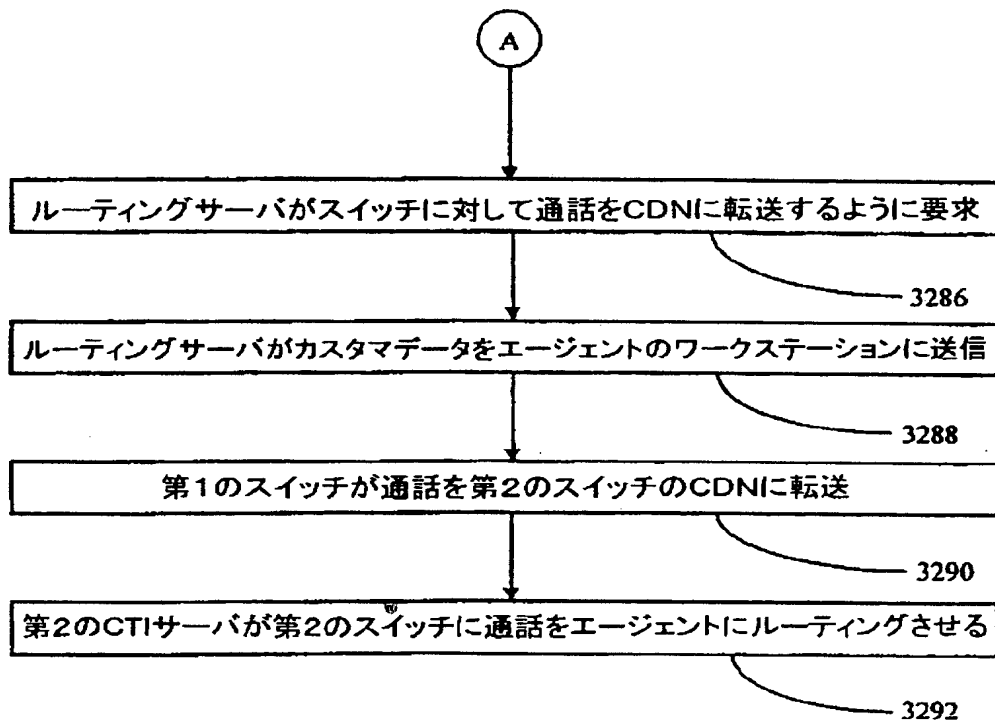 A
ルーティングサーバがスイッチに対して通話をCDNに転送するように要求
3286
ルーティングサーバがカスタマデータをエージェントのワークステーションに送信
3288
第1のスイッチが通話を第2のスイッチのCDNに転送
3290
第2のCTIサーバが第2のスイッチに通話をエージェントにルーティングさせる
3292